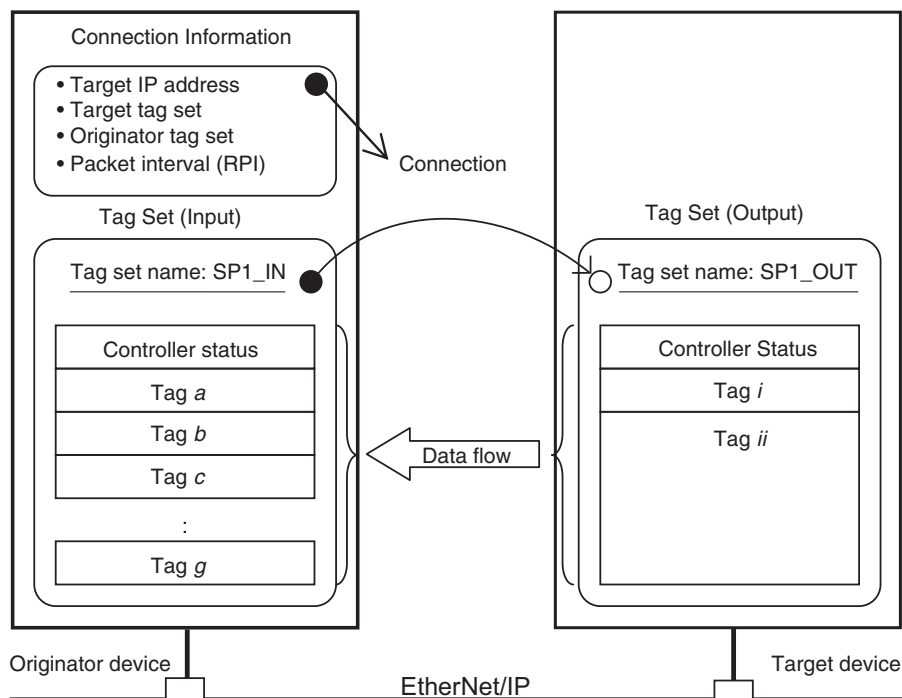 Connection Information
• Target IP address
• Target tag set
• Originator tag set
• Packet interval (RPI)
Connection
Tag Set (Input)
Tag set name: SP1_IN
Controller status
Tag a
Tag b
Tag c
:
Tag g
Data flow
Tag Set (Output)
Tag set name: SP1_OUT
Controller Status
Tag i
Tag ii
Originator device
EtherNet/IP
Target device